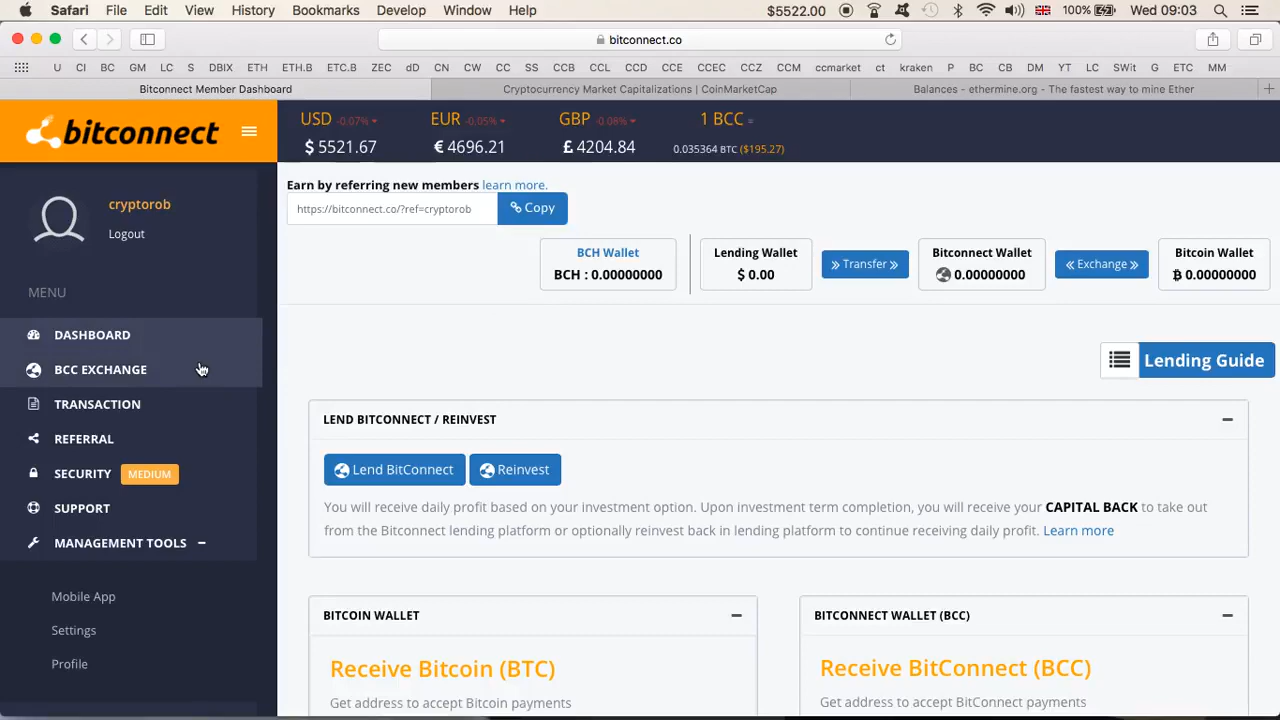 Safari File Edit View History Bookmarks Develop Window Help $5522.00 100% Wed 09:03
bitconnect.co
U CI BC GM LC S DBIX ETH ETH.B ETC.B ZEC dD CN CW CC SS CCB CCL CCD CCE CCEC CCZ CCM ccmarket ct kraken P BC CB DM YT LC SWit G ETC MM
Bitconnect Member Dashboard Cryptocurrency Market Capitalizations | CoinMarketCap Balances - ethermine.org - The fastest way to mine Ether
bitconnect
USD -0.07% EUR -0.95% GBP -0.08% 1 BCC =
$ 5521.67 € 4696.21 £ 4204.84 0.035364 BTC ($195.27)
Earn by referring new members learn more.
https://bitconnect.co/?ref=cryptorob Copy
cryptorob
Logout
BCH Wallet
BCH : 0.00000000
Lending Wallet
$ 0.00
Transfer
Bitconnect Wallet
0.00000000
Exchange
Bitcoin Wallet
0.00000000
MENU
DASHBOARD
BCC EXCHANGE
TRANSACTION
REFERRAL
SECURITY MEDIUM
SUPPORT
MANAGEMENT TOOLS
Mobile App
Settings
Profile
Lending Guide
LEND BITCONNECT / REINVEST
Lend BitConnect Reinvest
You will receive daily profit based on your investment option. Upon investment term completion, you will receive your CAPITAL BACK to take out
from the Bitconnect lending platform or optionally reinvest back in lending platform to continue receiving daily profit. Learn more
BITCOIN WALLET
Receive Bitcoin (BTC)
Get address to accept Bitcoin payments
BITCONNECT WALLET (BCC)
Receive BitConnect (BCC)
Get address to accept BitConnect payments